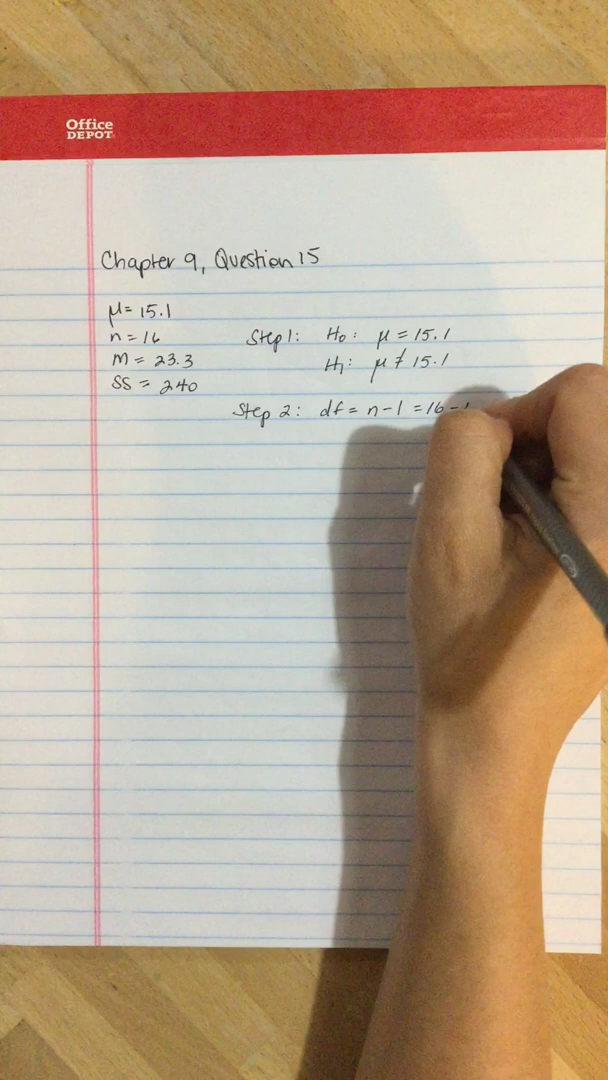 Office
DEPOT
Chapter 9, Question 15
μ = 15.1
n = 16
M = 23.3
SS = 240
Step 1: H₀: μ = 15.1
H₁: μ ≠ 15.1
Step 2: df = n - 1 = 16 - 1